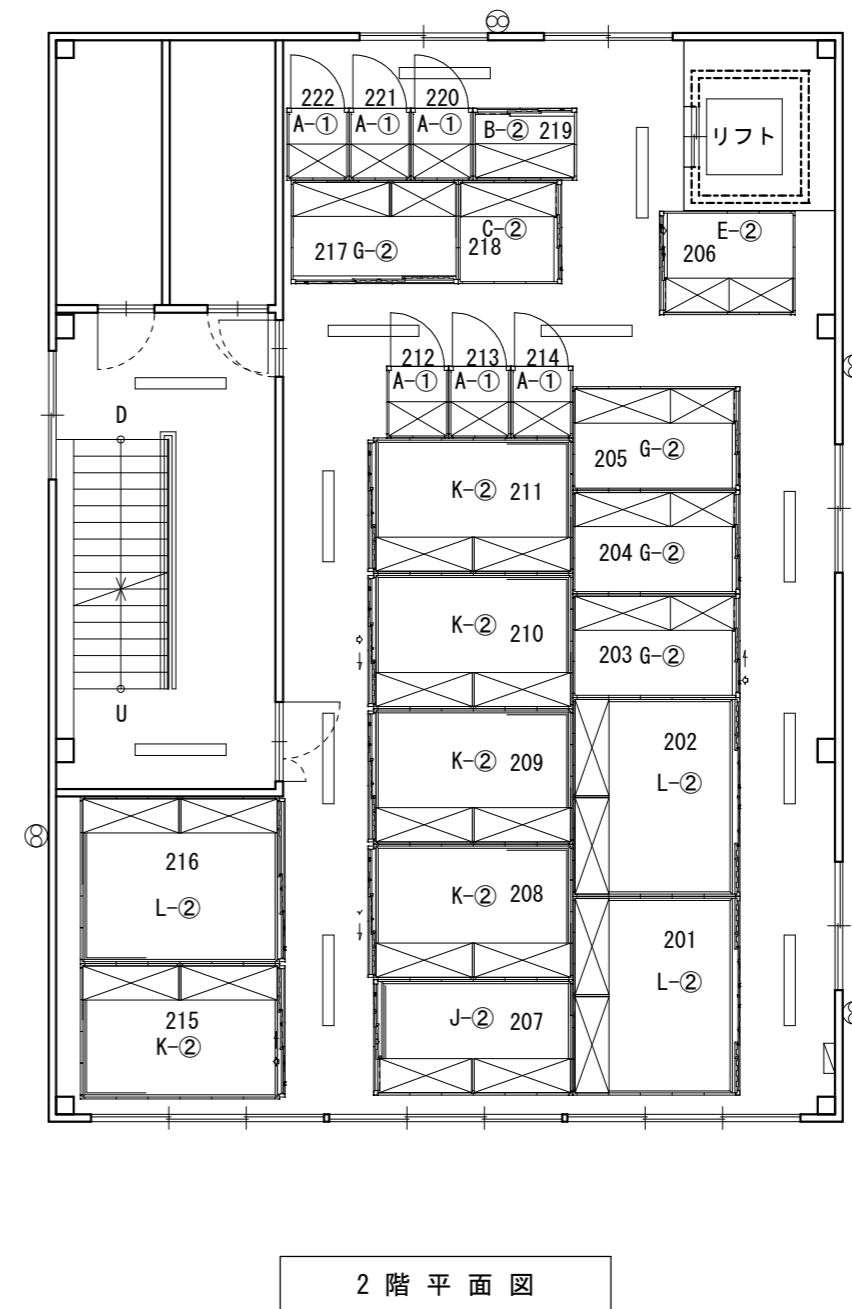 222 221 220
A-① A-① A-① B-② 219
リフト
217 G-② C-② 218
E-② 206
212 213 214
A-① A-① A-①
205 G-②
K-② 211
204 G-②
D
K-② 210
203 G-②
U
K-② 209
202
L-②
216
L-②
K-② 208
201
L-②
215
K-②
J-② 207
2 階 平 面 図